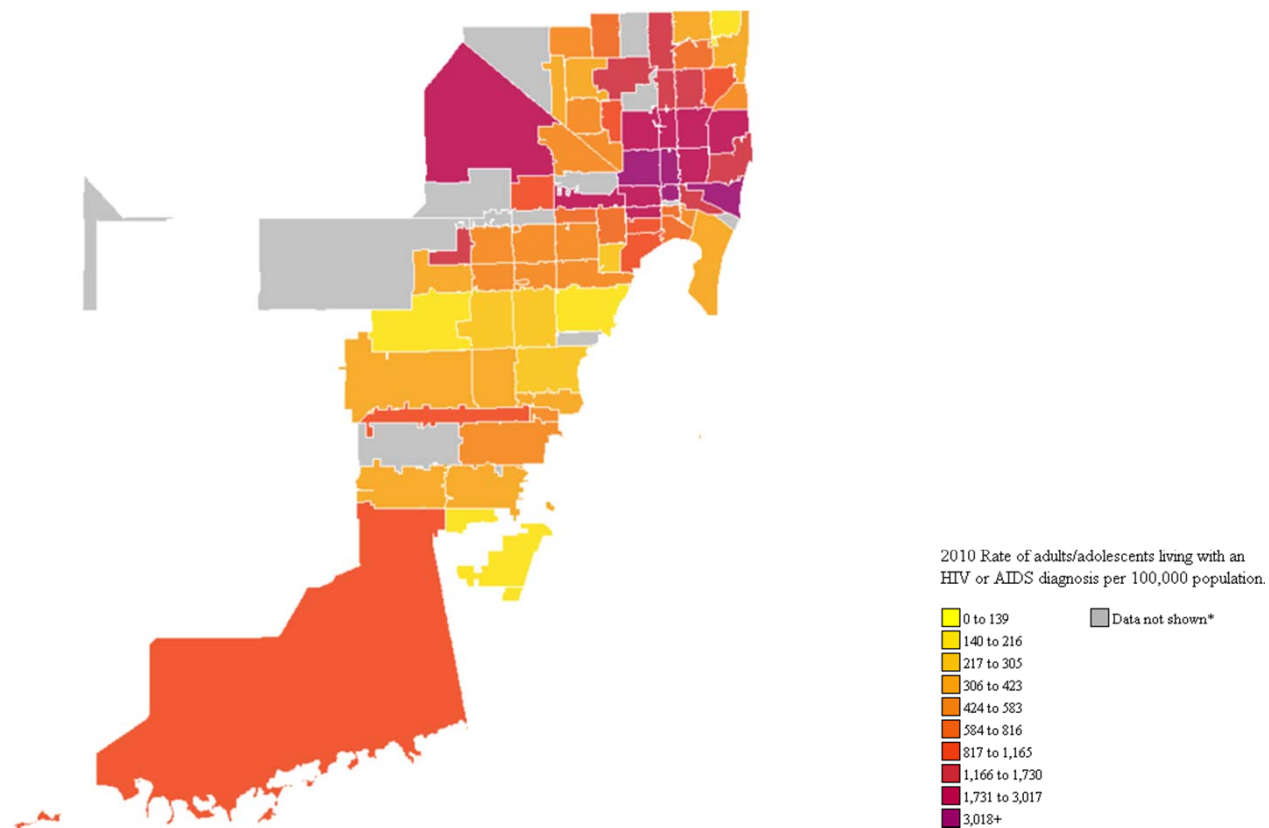 2010 Rate of adults/adolescents living with an
HIV or AIDS diagnosis per 100,000 population.
0 to 139
Data not shown*
140 to 216
217 to 305
306 to 423
424 to 583
584 to 816
817 to 1,165
1,166 to 1,730
1,731 to 3,017
3,018+